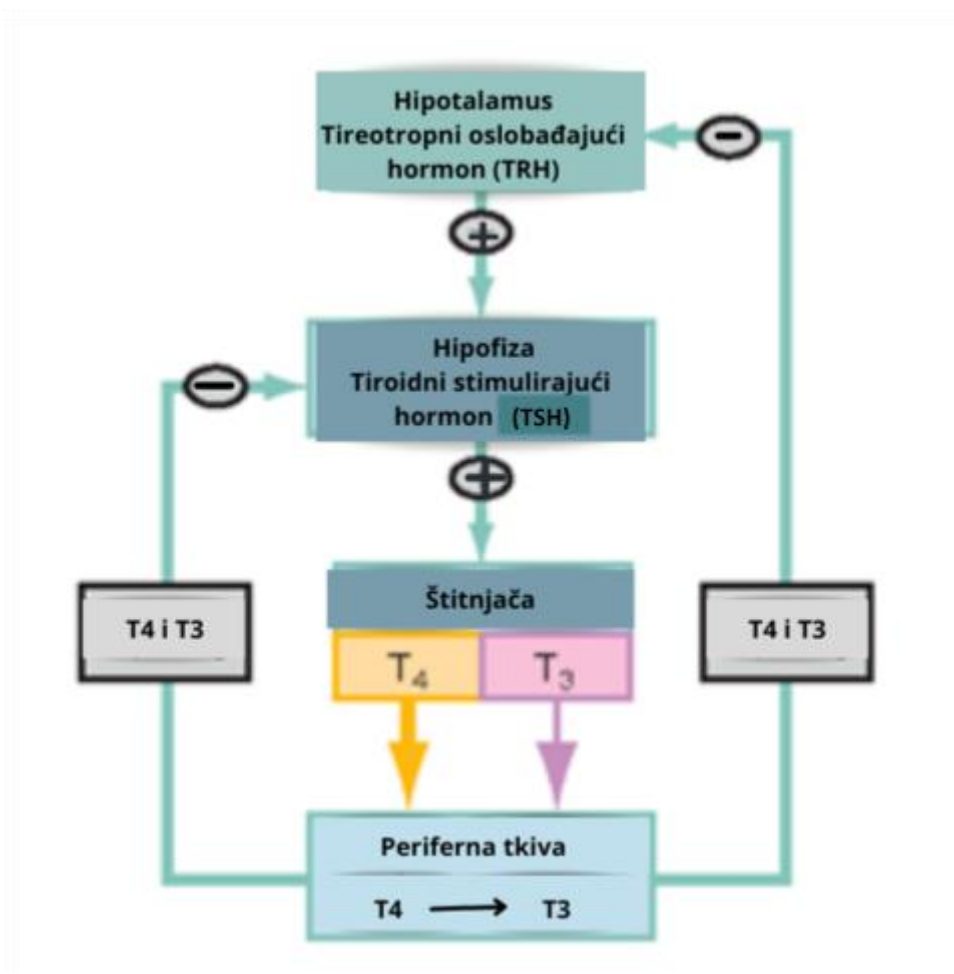 Hipotalamus
Tireotropni oslobađajući
hormon (TRH)
Hipofiza
Tiroidni stimulirajući
hormon (TSH)
Štitnjača
T4 i T3
T4 i T3
T₄ T₃
Periferna tkiva
T4 T3